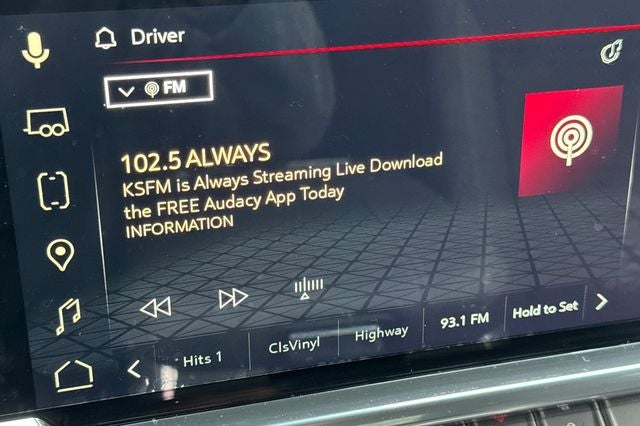 Driver
FM
102.5 ALWAYS
KSFM is Always Streaming Live Download
the FREE Audacy App Today
INFORMATION
Hits 1 ClsVinyl Highway 93.1 FM Hold to Set